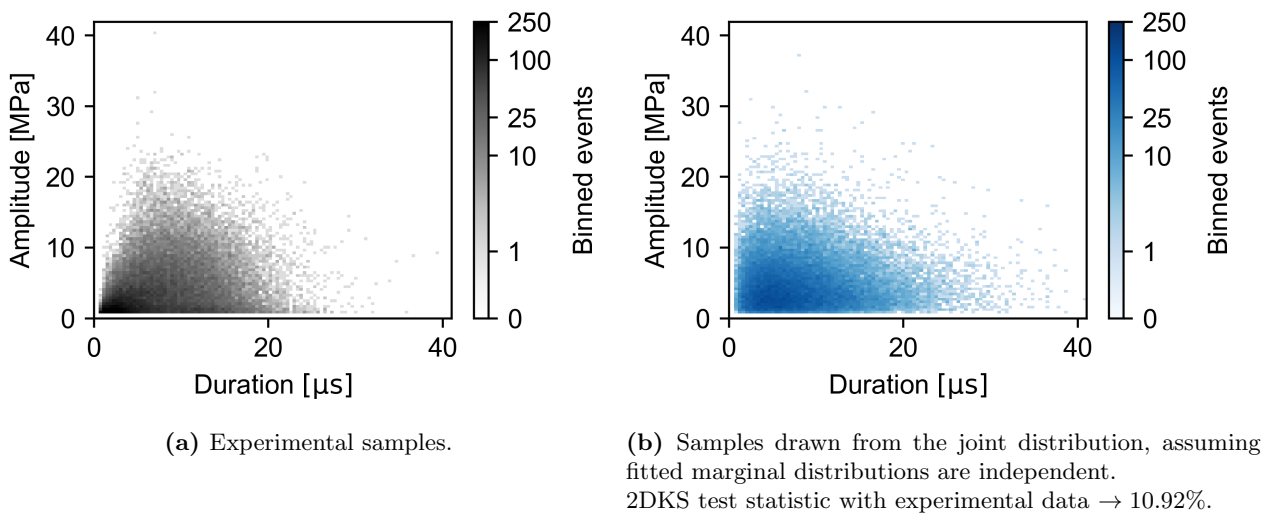 Amplitude [MPa]
40
30
20
10
0
0
20
40
Duration [µs]
250
100
25
10
1
0
Binned events
(a) Experimental samples.
Amplitude [MPa]
40
30
20
10
0
0
20
40
Duration [µs]
250
100
25
10
1
0
Binned events
(b) Samples drawn from the joint distribution, assuming
fitted marginal distributions are independent.
2DKS test statistic with experimental data → 10.92%.